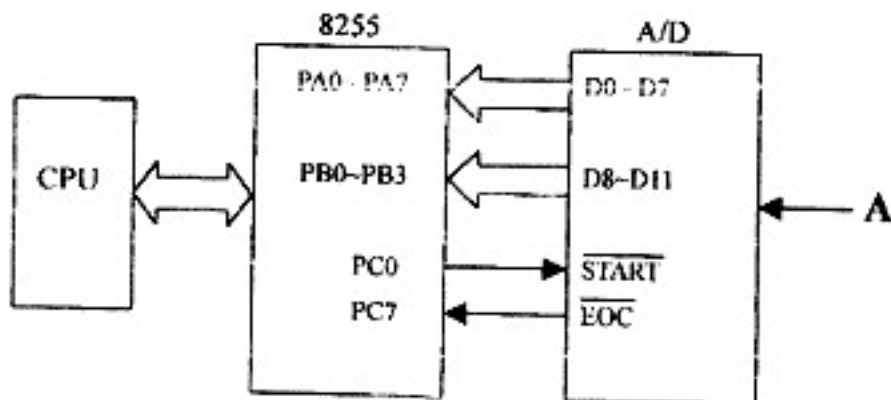 8255 A/D
PA0 - PA7 D0 - D7
CPU PB0~PB3 D8~D11
A
PC0 START
PC7 EOC